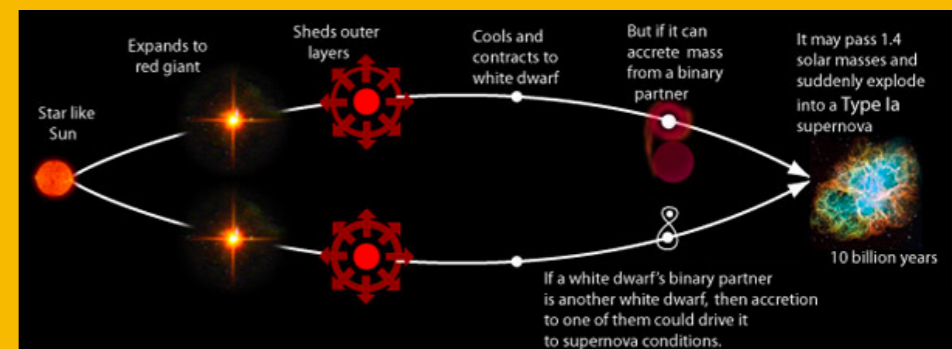 Star like
Sun
Expands to
red giant
Sheds outer
layers
Cools and
contracts to
white dwarf
But if it can
accrete mass
from a binary
partner
It may pass 1.4
solar masses and
suddenly explode
into a Type Ia
supernova
10 billion years
If a white dwarf's binary partner
is another white dwarf, then accretion
to one of them could drive it
to supernova conditions.